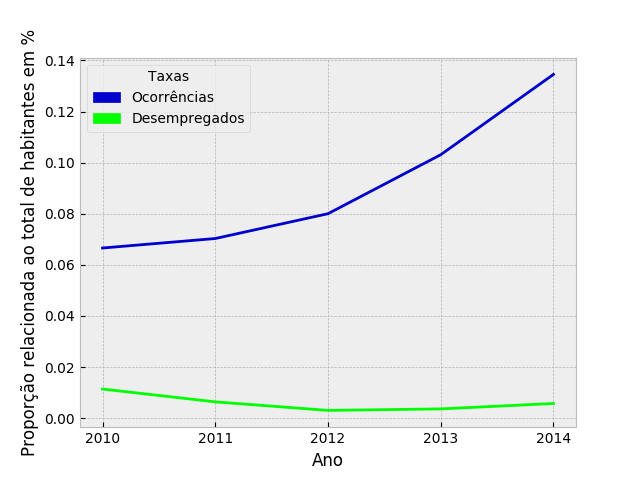 Proporção relacionada ao total de habitantes em %
0.14
0.12
0.10
0.08
0.06
0.04
0.02
0.00
Taxas
Ocorrências
Desempregados
2010 2011 2012 2013 2014
Ano